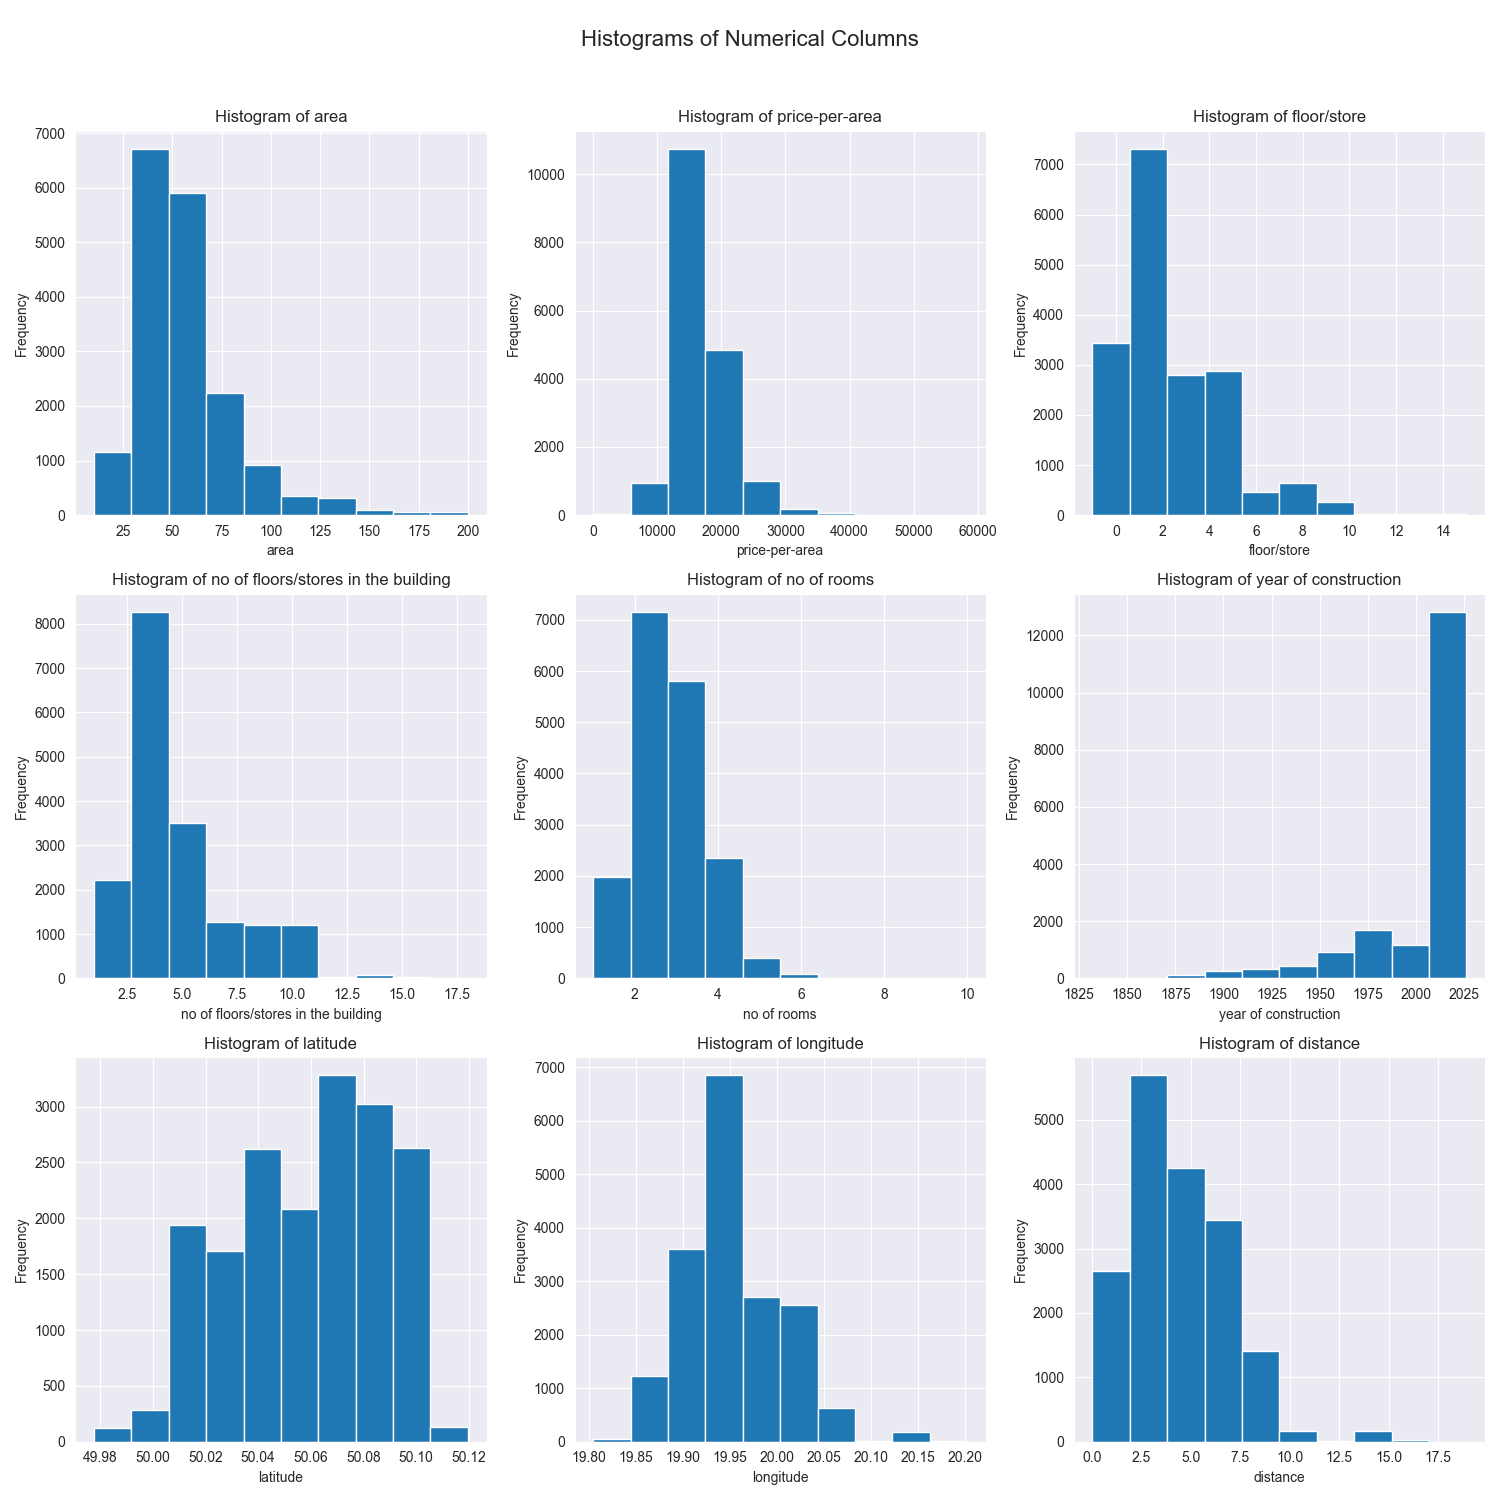 Histograms of Numerical Columns
Histogram of area
7000
6000
5000
4000
3000
2000
1000
0
Frequency
25 50 75 100 125 150 175 200
area
Histogram of price-per-area
10000
8000
6000
4000
2000
0
Frequency
0 10000 20000 30000 40000 50000 60000
price-per-area
Histogram of floor/store
7000
6000
5000
4000
3000
2000
1000
0
Frequency
0 2 4 6 8 10 12 14
floor/store
Histogram of no of floors/stores in the building
8000
7000
6000
5000
4000
3000
2000
1000
0
Frequency
2.5 5.0 7.5 10.0 12.5 15.0 17.5
no of floors/stores in the building
Histogram of no of rooms
7000
6000
5000
4000
3000
2000
1000
0
Frequency
2 4 6 8 10
no of rooms
Histogram of year of construction
12000
10000
8000
6000
4000
2000
0
Frequency
1825 1850 1875 1900 1925 1950 1975 2000 2025
year of construction
Histogram of latitude
3000
2500
2000
1500
1000
500
0
Frequency
49.98 50.00 50.02 50.04 50.06 50.08 50.10 50.12
latitude
Histogram of longitude
7000
6000
5000
4000
3000
2000
1000
0
Frequency
19.80 19.85 19.90 19.95 20.00 20.05 20.10 20.15 20.20
longitude
Histogram of distance
5000
4000
3000
2000
1000
0
Frequency
0.0 2.5 5.0 7.5 10.0 12.5 15.0 17.5
distance